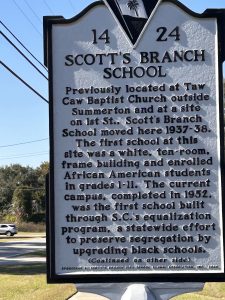 14 24
SCOTT'S BRANCH
SCHOOL
Previously located at Taw
Caw Baptist Church outside
Summerton and at a site
on 1st St., Scott's Branch
School moved here 1937-38.
The first school at this
site was a white, ten-room,
frame building and enrolled
African American students
in grades 1-11. The current
campus, completed in 1952,
was the first school built
through S.C.'s equalization
program, a statewide effort
to preserve segregation by
upgrading black schools.
(Continued on other side)